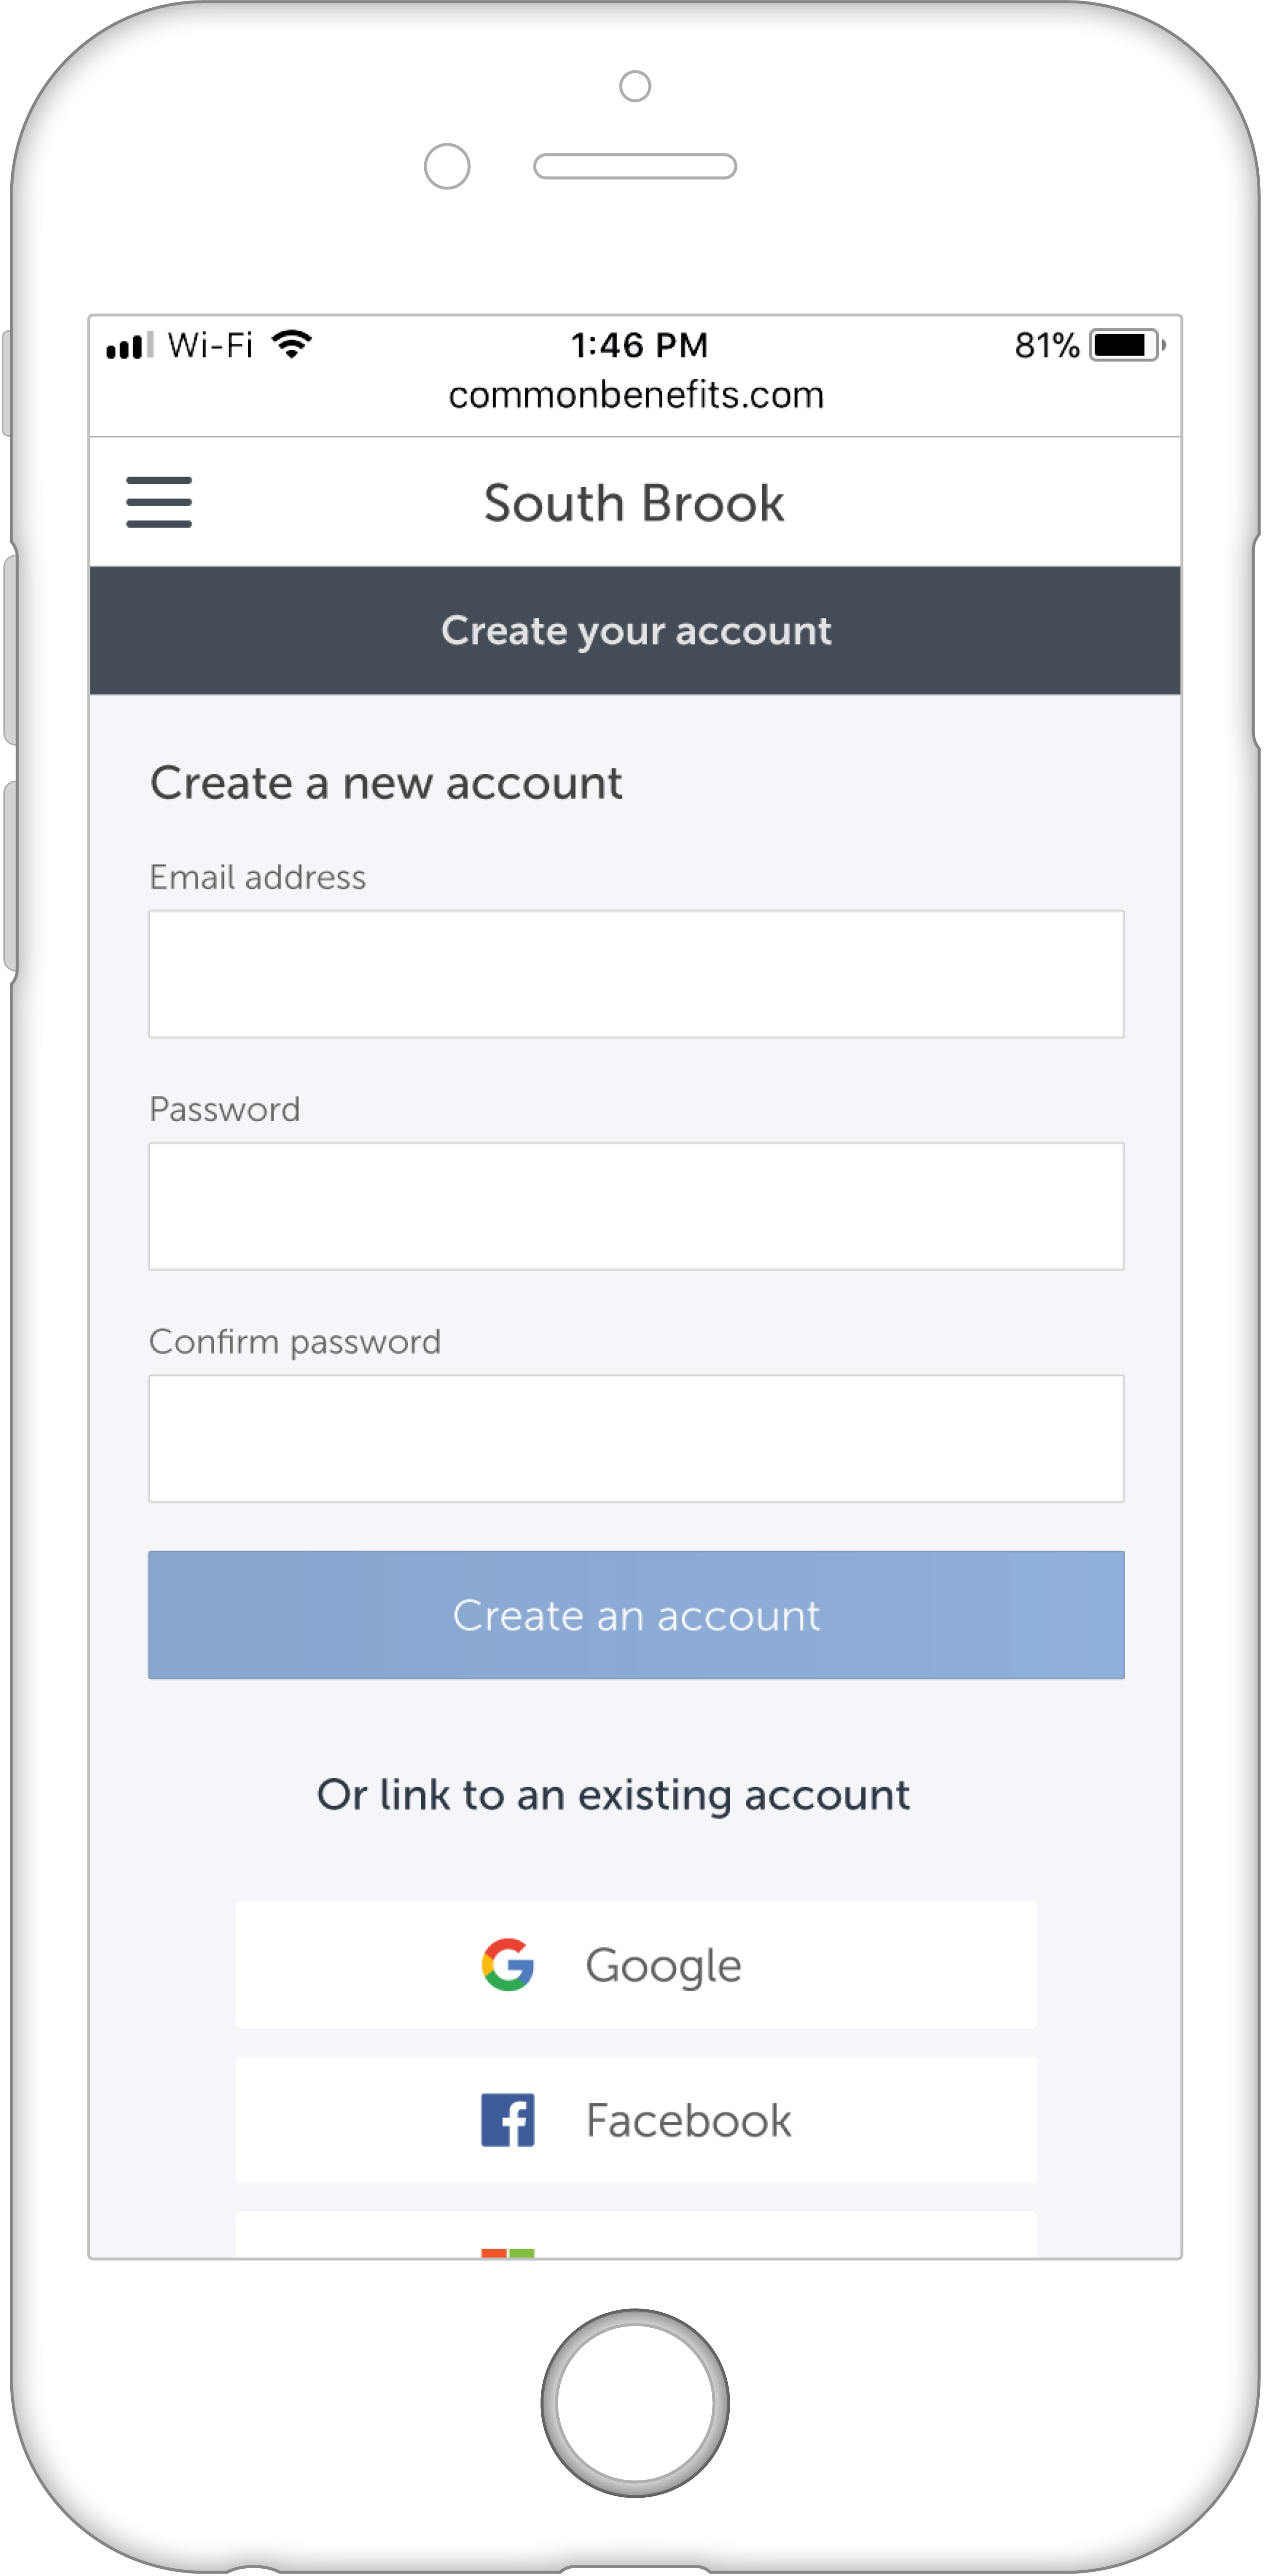 Wi-Fi 1:46 PM 81%
commonbenefits.com
South Brook
Create your account
Create a new account
Email address
Password
Confirm password
Create an account
Or link to an existing account
Google
Facebook